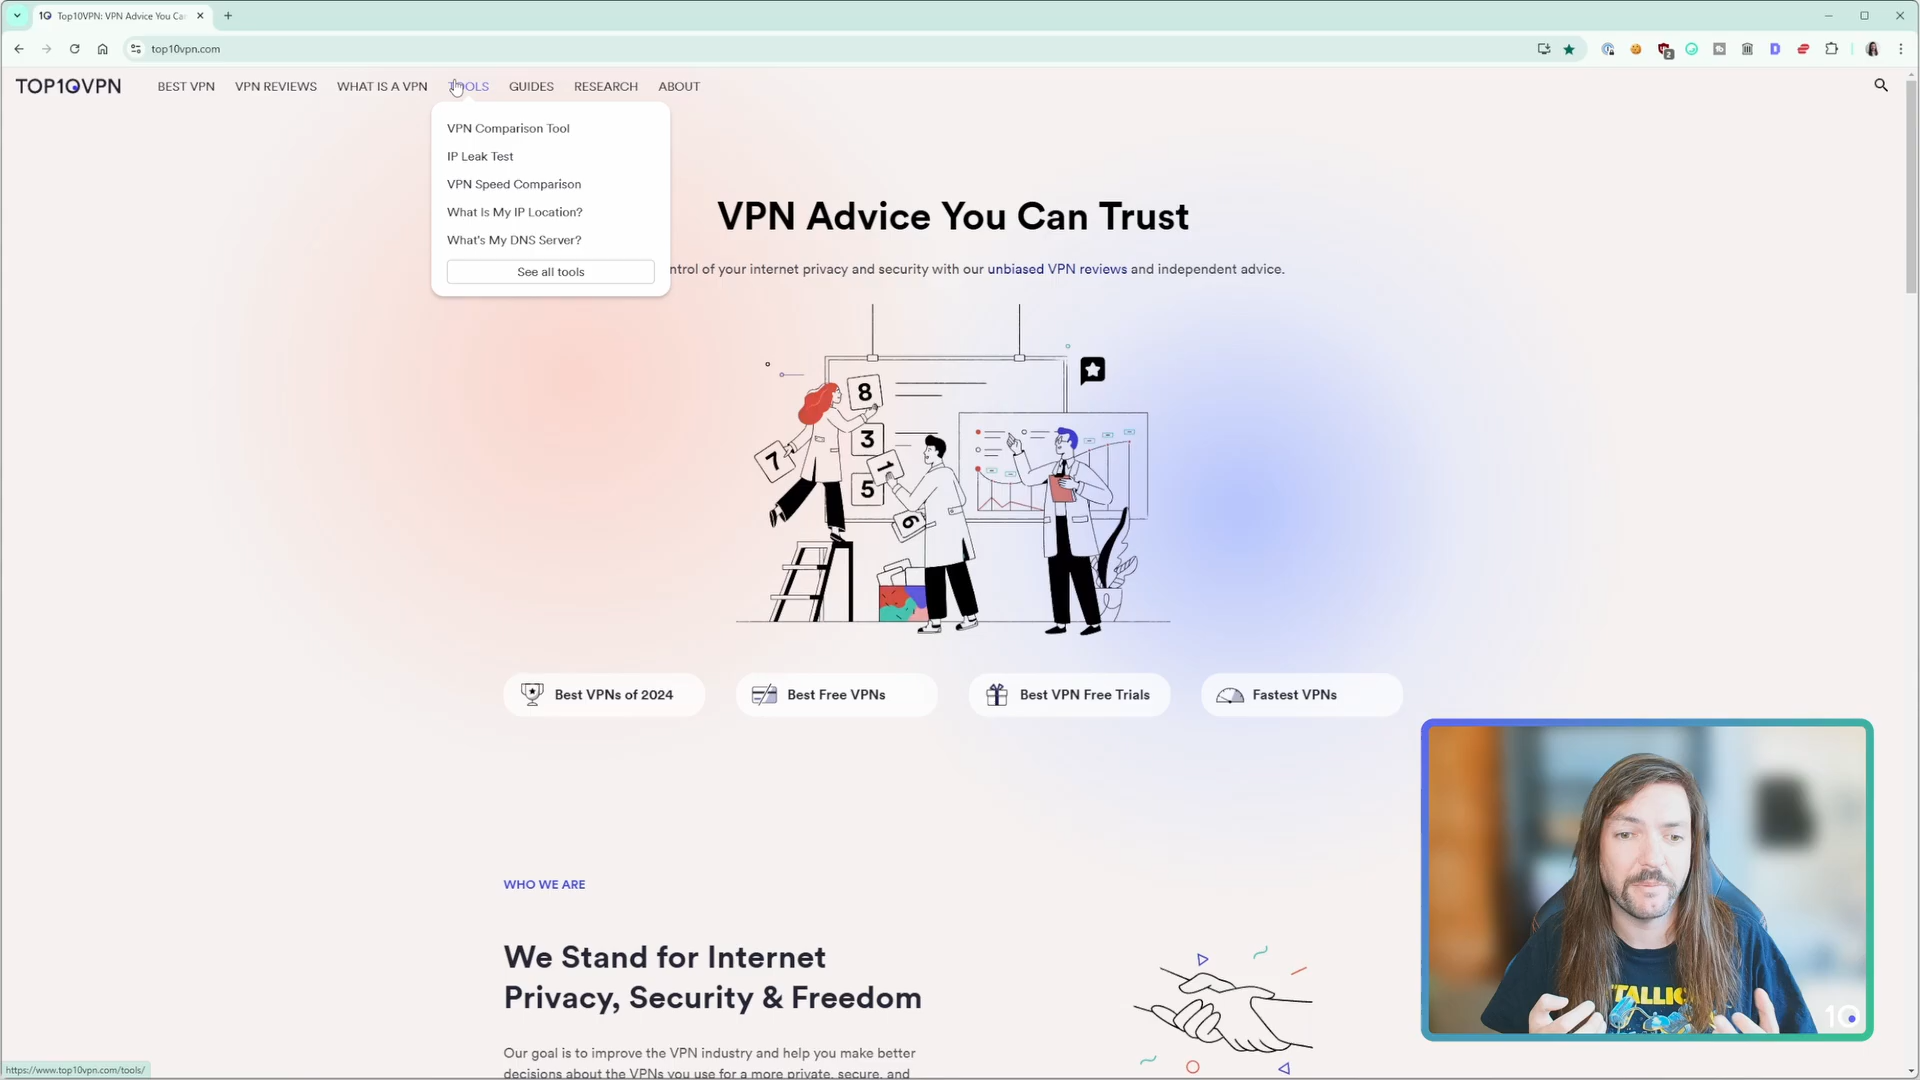 Top10VPN: VPN Advice You Car
top10vpn.com
2
TOP10VPN
BEST VPN
VPN REVIEWS
WHAT IS A VPN
TOOLS
GUIDES
RESEARCH
ABOUT
VPN Comparison Tool
IP Leak Test
VPN Speed Comparison
What Is My IP Location?
What's My DNS Server?
See all tools
VPN Advice You Can Trust
ntrol of your internet privacy and security with our unbiased VPN reviews and independent advice.
8
3
7
1
5
6
Best VPNs of 2024
Best Free VPNs
Best VPN Free Trials
Fastest VPNs
WHO WE ARE
We Stand for Internet
Privacy, Security & Freedom
Our goal is to improve the VPN industry and help you make better
decisions about the VPNs you use for a more private, secure, and
TALLIC
10
https://www.top10vpn.com/tools/